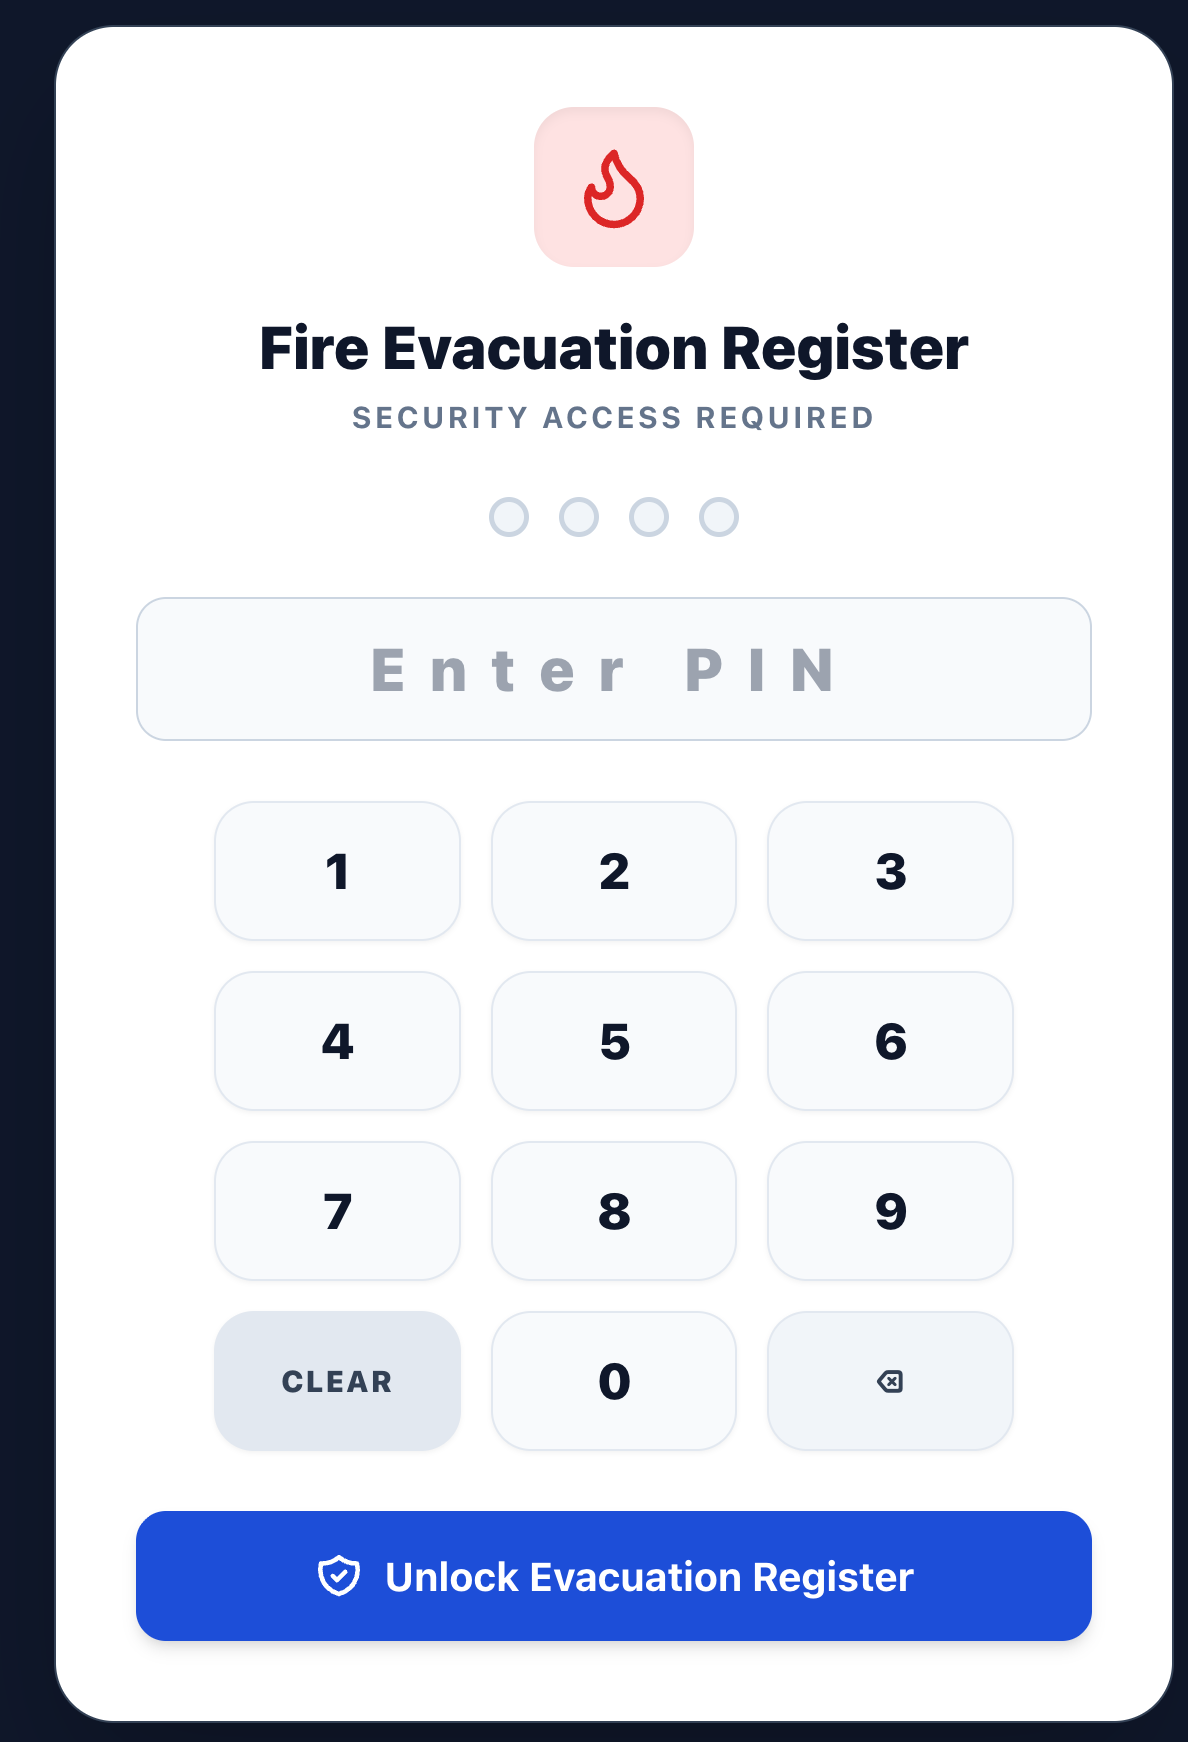 Fire Evacuation Register
SECURITY ACCESS REQUIRED
Enter PIN
1 2 3
4 5 6
7 8 9
CLEAR 0
Unlock Evacuation Register